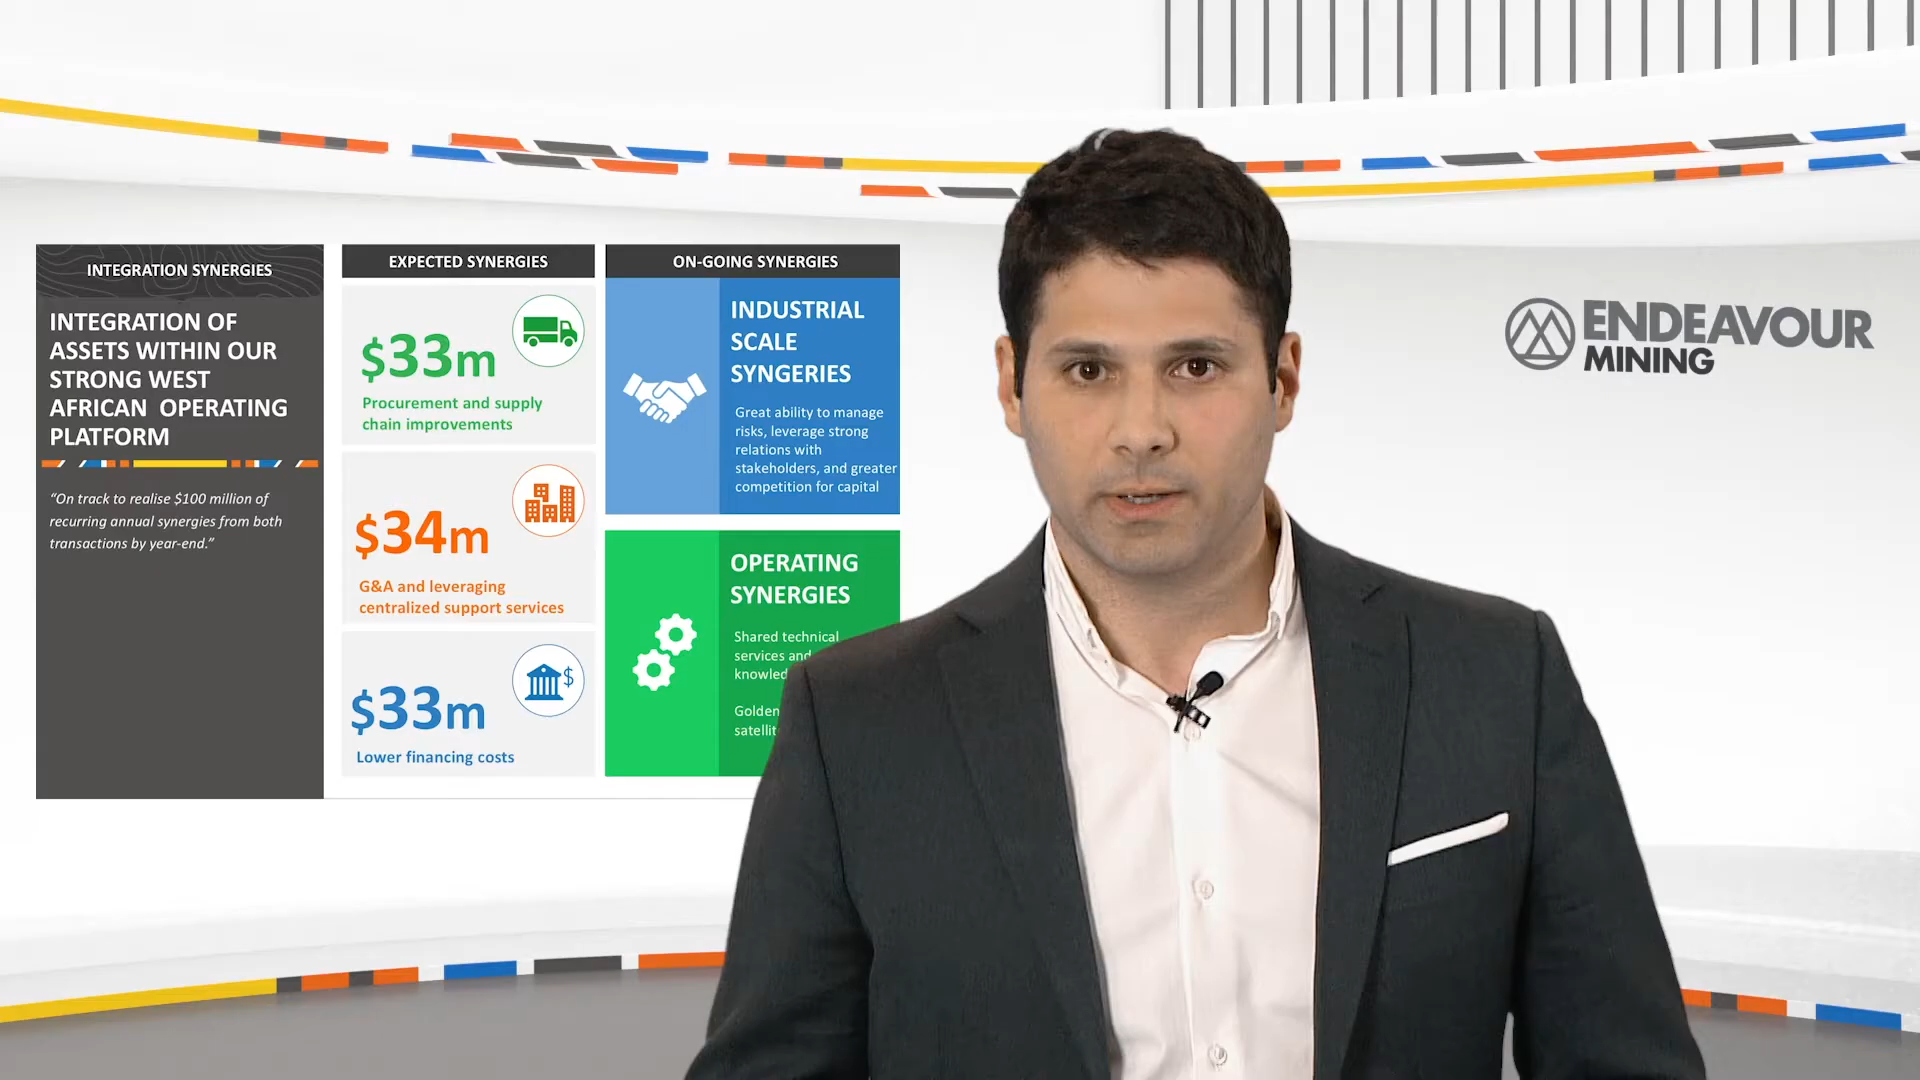 INTEGRATION SYNERGIES
INTEGRATION OF
ASSETS WITHIN OUR
STRONG WEST
AFRICAN OPERATING
PLATFORM
“On track to realise $100 million of
recurring annual synergies from both
transactions by year-end.”
EXPECTED SYNERGIES
$33m
Procurement and supply
chain improvements
$34m
G&A and leveraging
centralized support services
$33m
Lower financing costs
ON-GOING SYNERGIES
INDUSTRIAL
SCALE
SYNGERIES
Great ability to manage
risks, leverage strong
relations with
stakeholders, and greater
competition for capital
OPERATING
SYNERGIES
Shared technical
services and
Golden
ENDEAVOUR
MINING